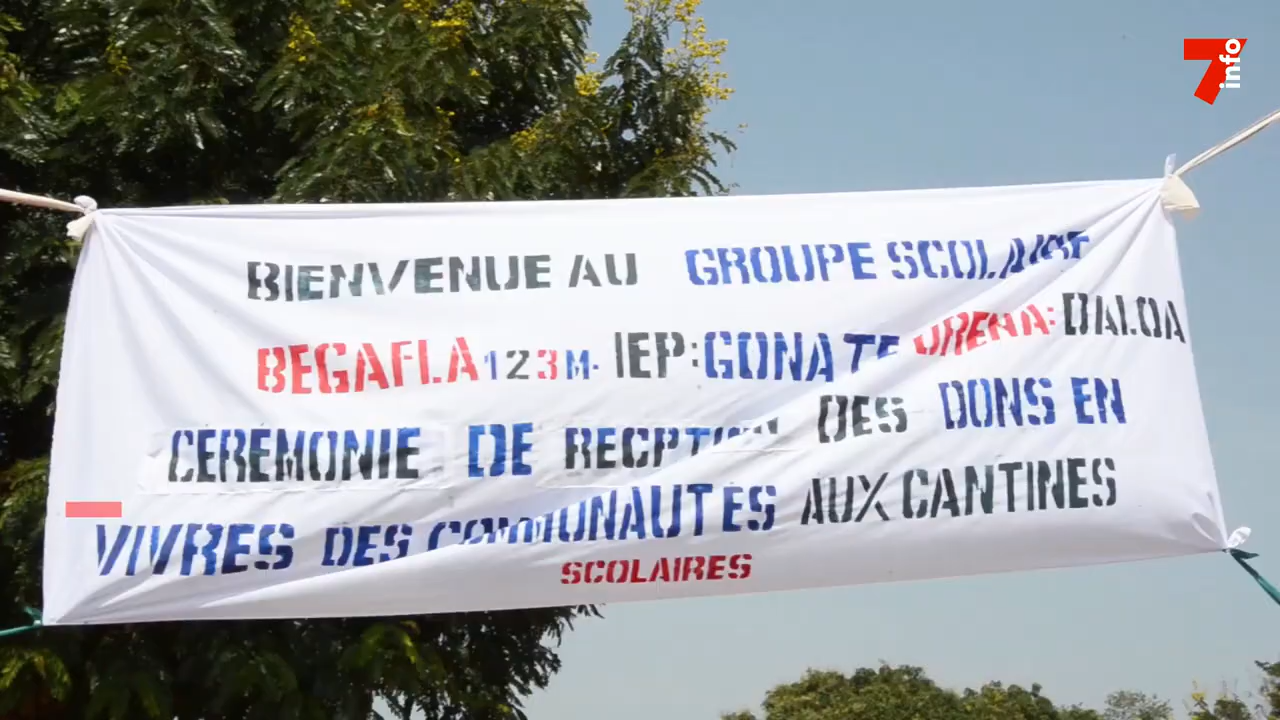 7info
BIENVENUE AU GROUPE SCOLAIRE
BEGAFLA 123M. IEP: GONATE DRENA: DALOA
CEREMONIE DE RECPTION DES DONS EN
VIVRES DES COMMUNAUTES AUX CANTINES
SCOLAIRES